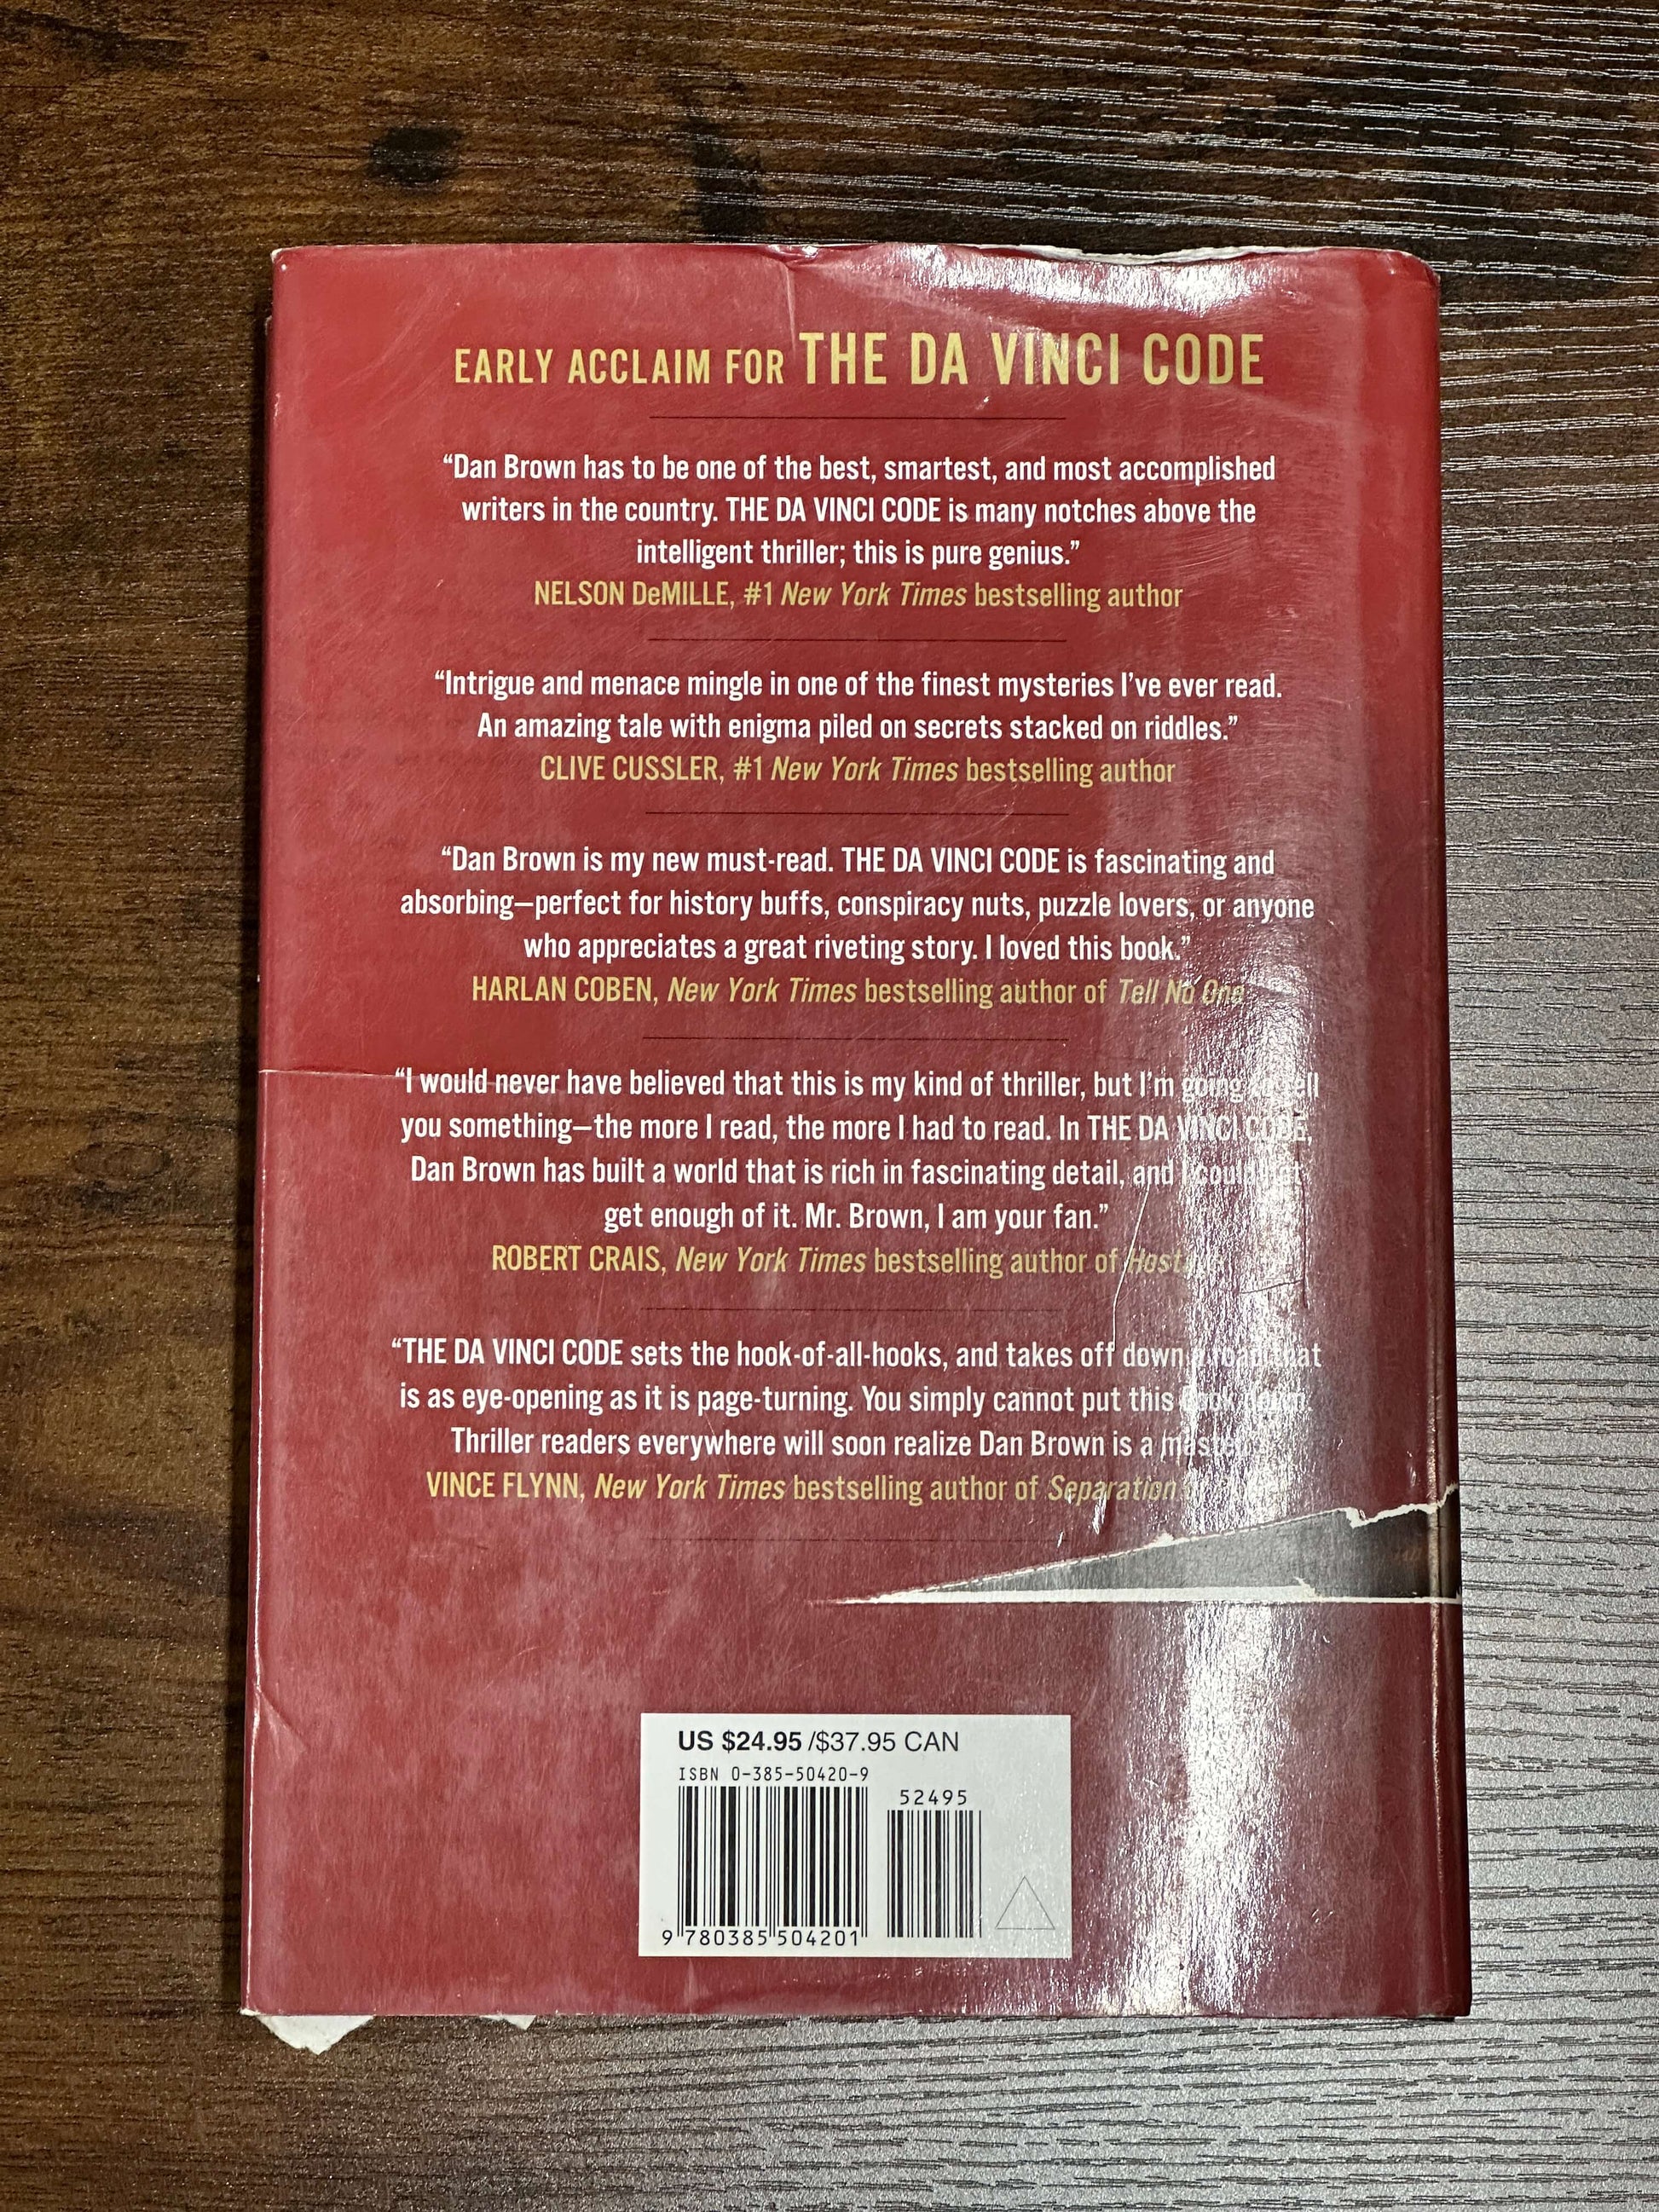 EARLY ACCLAIM FOR THE DA VINCI CODE
“Dan Brown has to be one of the best, smartest, and most accomplished
writers in the country. THE DA VINCI CODE is many notches above the
intelligent thriller; this is pure genius.”
NELSON DeMILLE, #1 New York Times bestselling author
“Intrigue and menace mingle in one of the finest mysteries I’ve ever read.
An amazing tale with enigma piled on secrets stacked on riddles.”
CLIVE CUSSLER, #1 New York Times bestselling author
“Dan Brown is my new must-read. THE DA VINCI CODE is fascinating and
absorbing—perfect for history buffs, conspiracy nuts, puzzle lovers, or anyone
who appreciates a great riveting story. I loved this book.”
HARLAN COBEN, New York Times bestselling author of Tell No One
“I would never have believed that this is my kind of thriller, but I’m going
you something—the more I read, the more I had to read. In THE DA VINCI CODE,
Dan Brown has built a world that is rich in fascinating detail, and I
get enough of it. Mr. Brown, I am your fan.”
ROBERT CRAIS, New York Times bestselling author of
“THE DA VINCI CODE sets the hook-of-all-hooks, and takes off down a road that
is as eye-opening as it is page-turning. You simply cannot put this
Thriller readers everywhere will soon realize Dan Brown is a
VINCE FLYNN, New York Times bestselling author of Separation
US $24.95/$37.95 CAN
ISBN 0-385-50420-9
52495
9 780385 504201